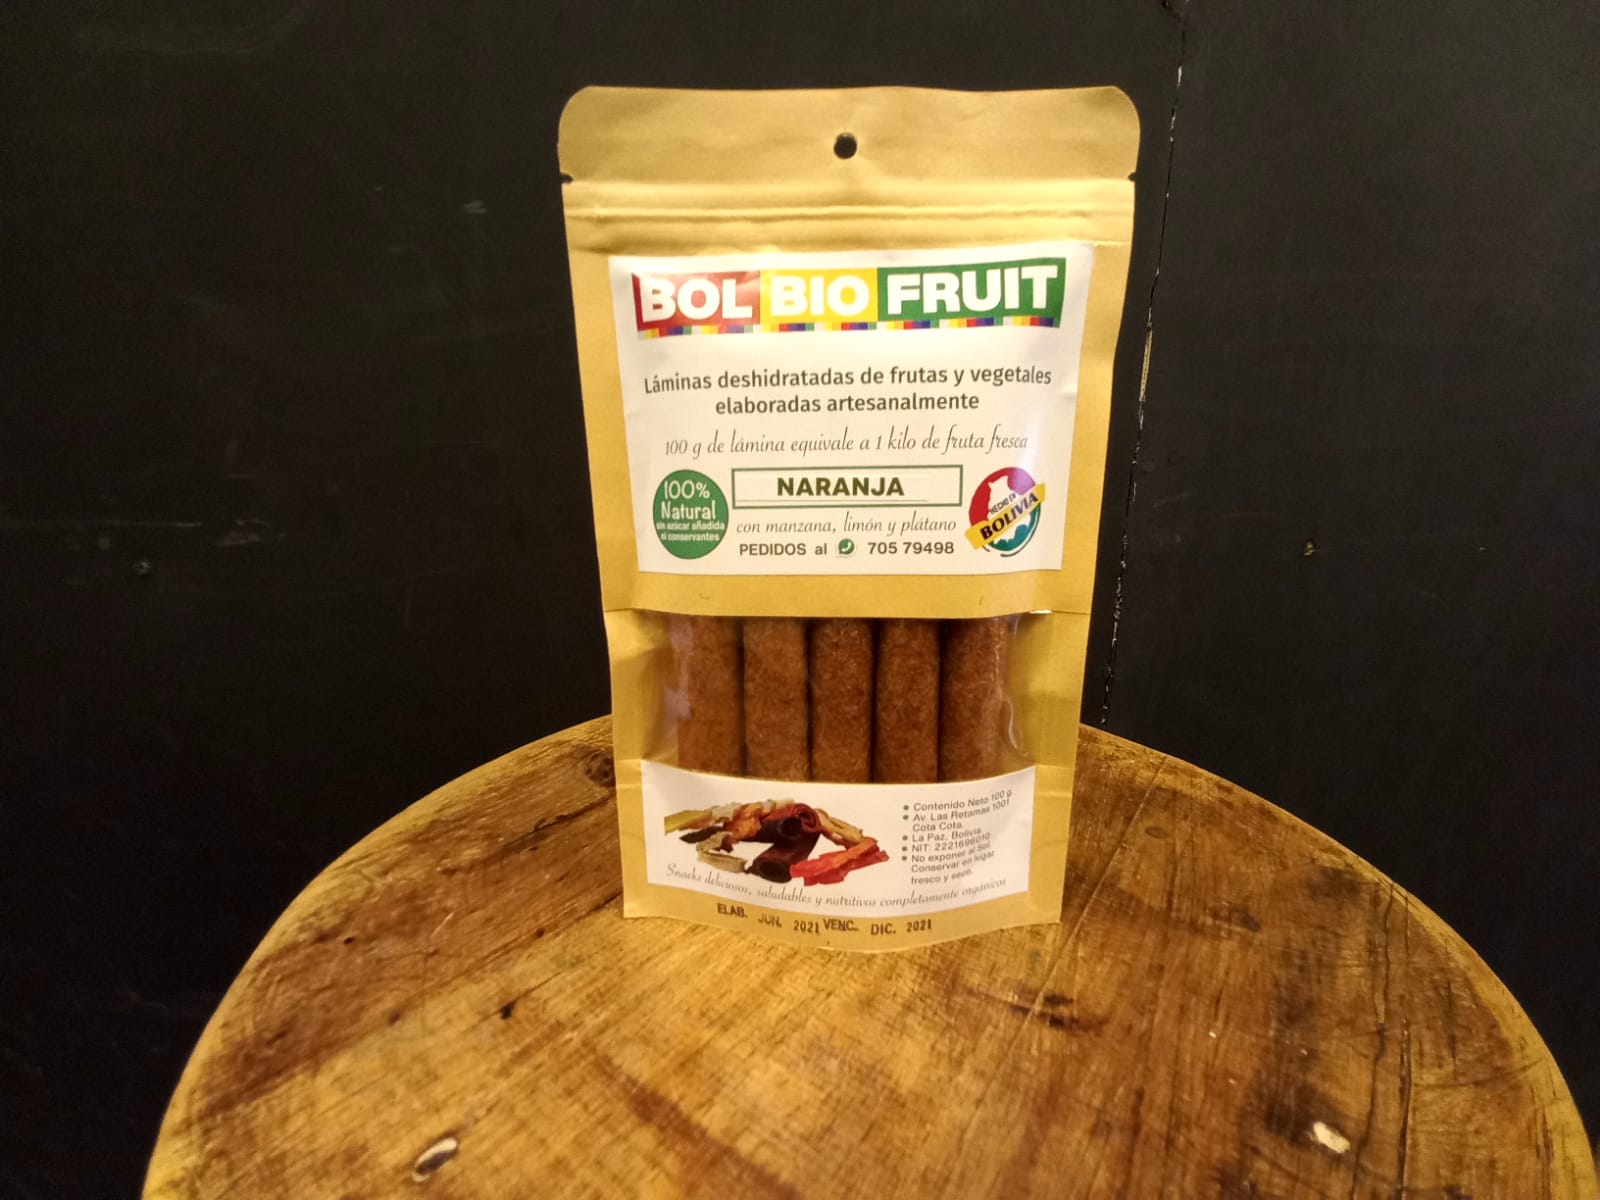 BOL BIO FRUIT
Láminas deshidratadas de frutas y vegetales
elaboradas artesanalmente
100 g de lámina equivale a 1 kilo de fruta fresca
100%
Natural
sin azúcar añadida
ni conservantes
NARANJA
con manzana, limón y plátano
PEDIDOS al 705 79498
HECHO EN
BOLIVIA
Contenido Neto 100 g.
Av. Las Retamas 1001
Cota Cota.
La Paz, Bolivia.
NIT: 2221696010
No exponer al Sol.
Conservar en lugar
fresco y seco.
Snacks deliciosos, saludables y nutritivos completamente orgánicos
ELAB. JUN. 2021 VENC. DIC. 2021